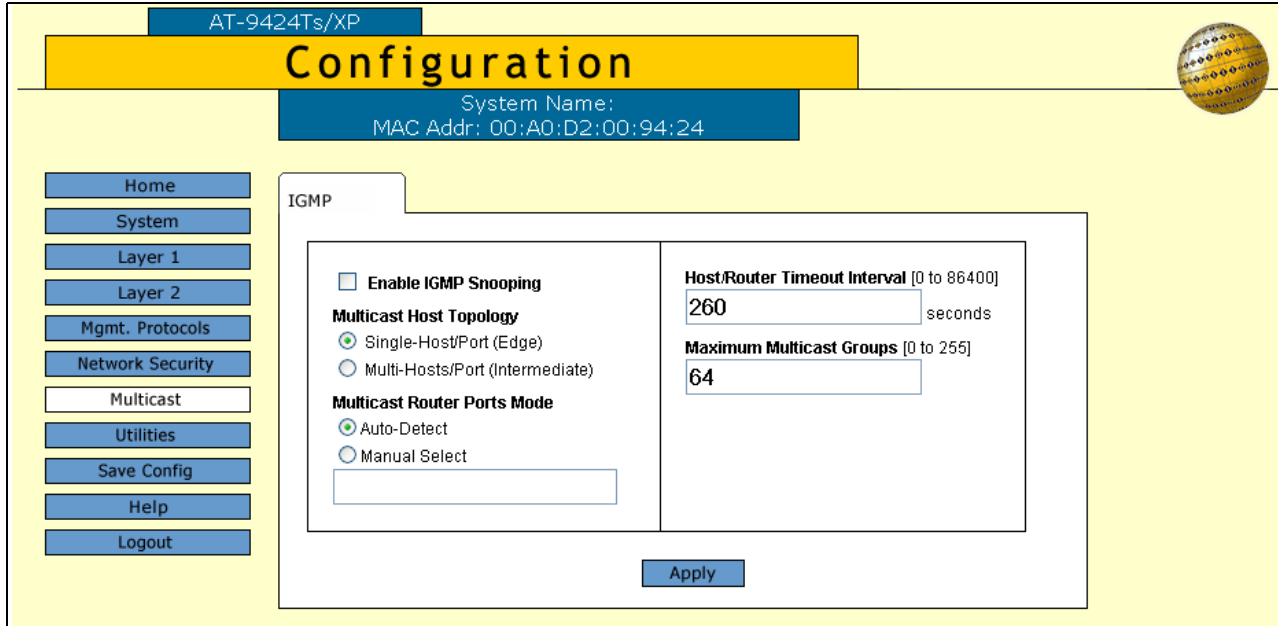 AT-9424Ts/XP
Configuration
System Name:
MAC Addr: 00:A0:D2:00:94:24
Home
System
Layer 1
Layer 2
Mgmt. Protocols
Network Security
Multicast
Utilities
Save Config
Help
Logout
IGMP
Enable IGMP Snooping
Multicast Host Topology
Single-Host/Port (Edge)
Multi-Hosts/Port (Intermediate)
Multicast Router Ports Mode
Auto-Detect
Manual Select
Host/Router Timeout Interval [0 to 86400]
260 seconds
Maximum Multicast Groups [0 to 255]
64
Apply